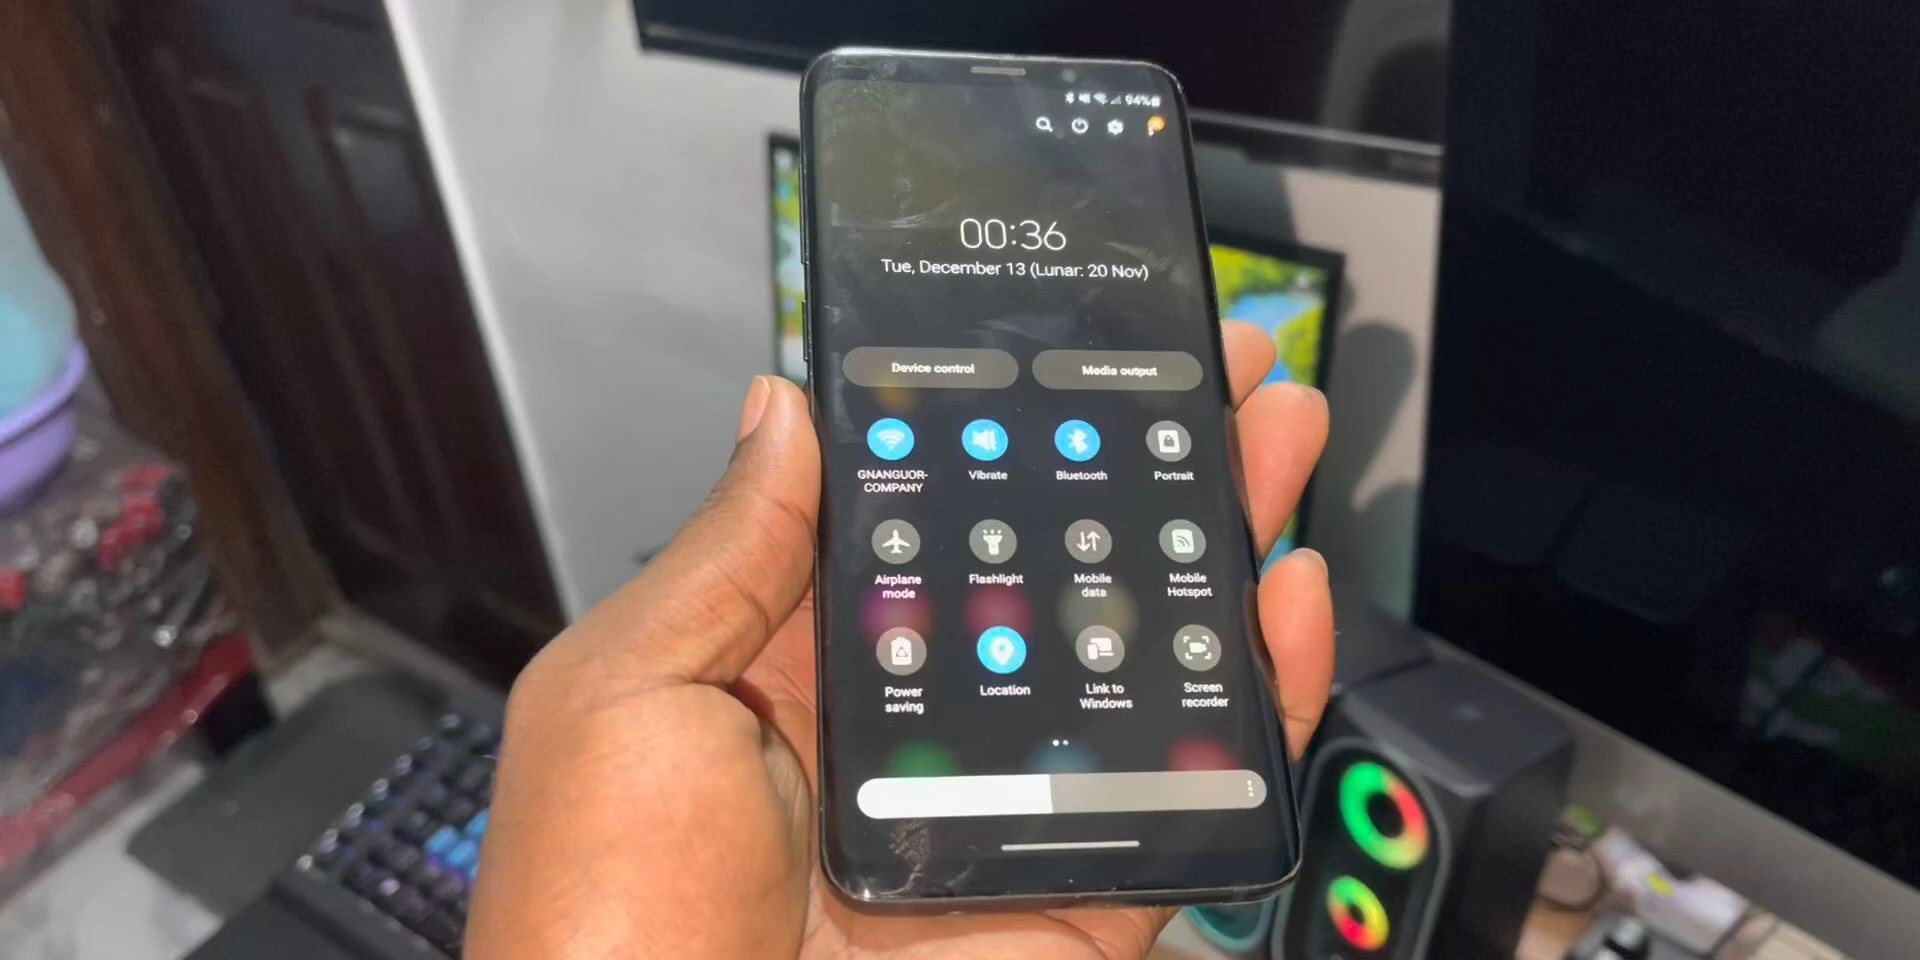 94%
00:36
Tue, December 13 (Lunar: 20 Nov)
Device control
Media output
GNANGUOR-
COMPANY
Vibrate
Bluetooth
Portrait
Airplane
mode
Flashlight
Mobile
data
Mobile
Hotspot
Power
saving
Location
Link to
Windows
Screen
recorder